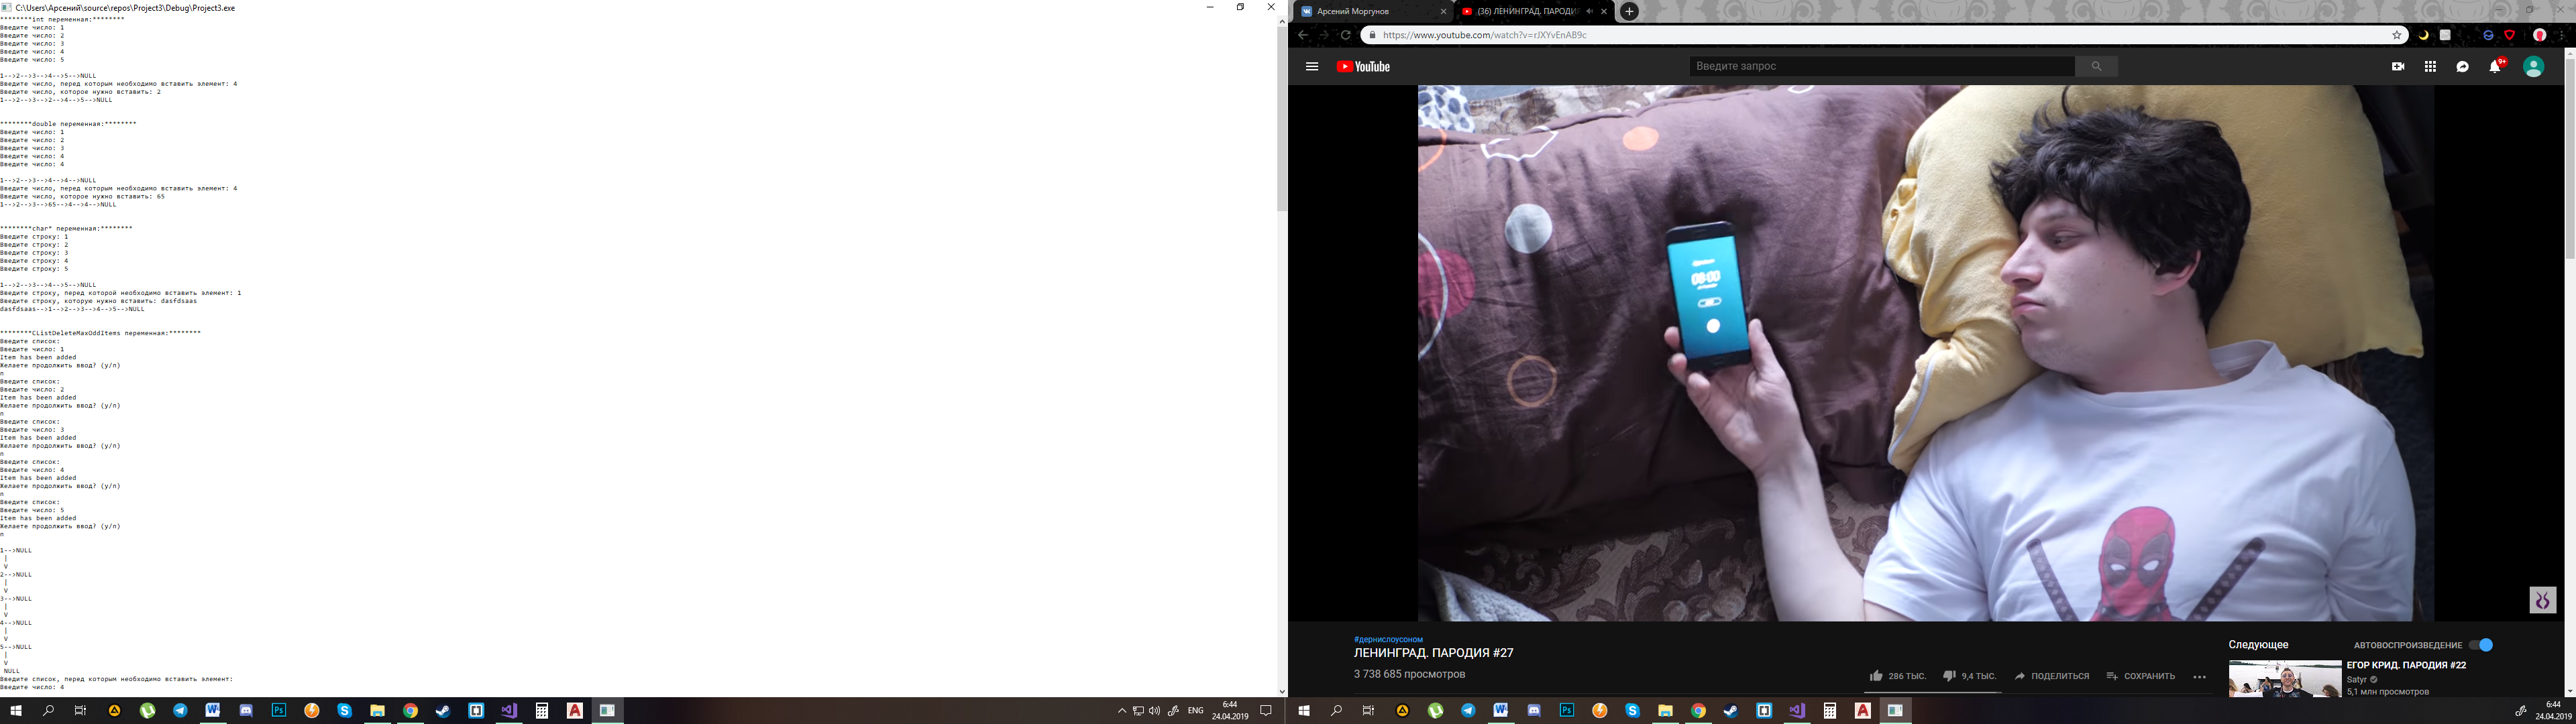 C:\Users\Арсений\source\repos\Project3\Debug\Project3.exe
********int переменная:********
Введите число: 1
Введите число: 2
Введите число: 3
Введите число: 4
Введите число: 5
1-->2-->3-->4-->5-->NULL
Введите число, перед которым необходимо вставить элемент: 4
Введите число, которое нужно вставить: 2
1-->2-->3-->2-->4-->5-->NULL
********double переменная:********
Введите число: 1
Введите число: 2
Введите число: 3
Введите число: 4
Введите число: 4
1-->2-->3-->4-->4-->NULL
Введите число, перед которым необходимо вставить элемент: 4
Введите число, которое нужно вставить: 65
1-->2-->3-->65-->4-->4-->NULL
********char* переменная:********
Введите строку: 1
Введите строку: 2
Введите строку: 3
Введите строку: 4
Введите строку: 5
1-->2-->3-->4-->5-->NULL
Введите строку, перед которой необходимо вставить элемент: 1
Введите строку, которую нужно вставить: dasfdsaas
dasfdsaas-->1-->2-->3-->4-->5-->NULL
********CListDeleteMaxOddItems переменная:********
Введите список:
Введите число: 1
Item has been added
Желаете продолжить ввод? (y/n)
n
Введите список:
Введите число: 2
Item has been added
Желаете продолжить ввод? (y/n)
n
Введите список:
Введите число: 3
Item has been added
Желаете продолжить ввод? (y/n)
n
Введите список:
Введите число: 4
Item has been added
Желаете продолжить ввод? (y/n)
n
Введите список:
Введите число: 5
Item has been added
Желаете продолжить ввод? (y/n)
n
1-->NULL
|
V
2-->NULL
|
V
3-->NULL
|
V
4-->NULL
|
V
5-->NULL
|
V
NULL
Введите список, перед которым необходимо вставить элемент:
Введите число: 4
ENG
6:44
24.04.2019
Арсений Моргунов
(36) ЛЕНИНГРАД. ПАРОДИ
https://www.youtube.com/watch?v=rJXYvEnAB9c
YouTube
Введите запрос
9+
08:00
#дернислоусоном
ЛЕНИНГРАД. ПАРОДИЯ #27
3 738 685 просмотров
286 ТЫС.
9,4 ТЫС.
ПОДЕЛИТЬСЯ
СОХРАНИТЬ
Следующее
АВТОВОСПРОИЗВЕДЕНИЕ
ЕГОР КРИД. ПАРОДИЯ #22
Satyr
5,1 млн просмотров
6:44
24.04.2019